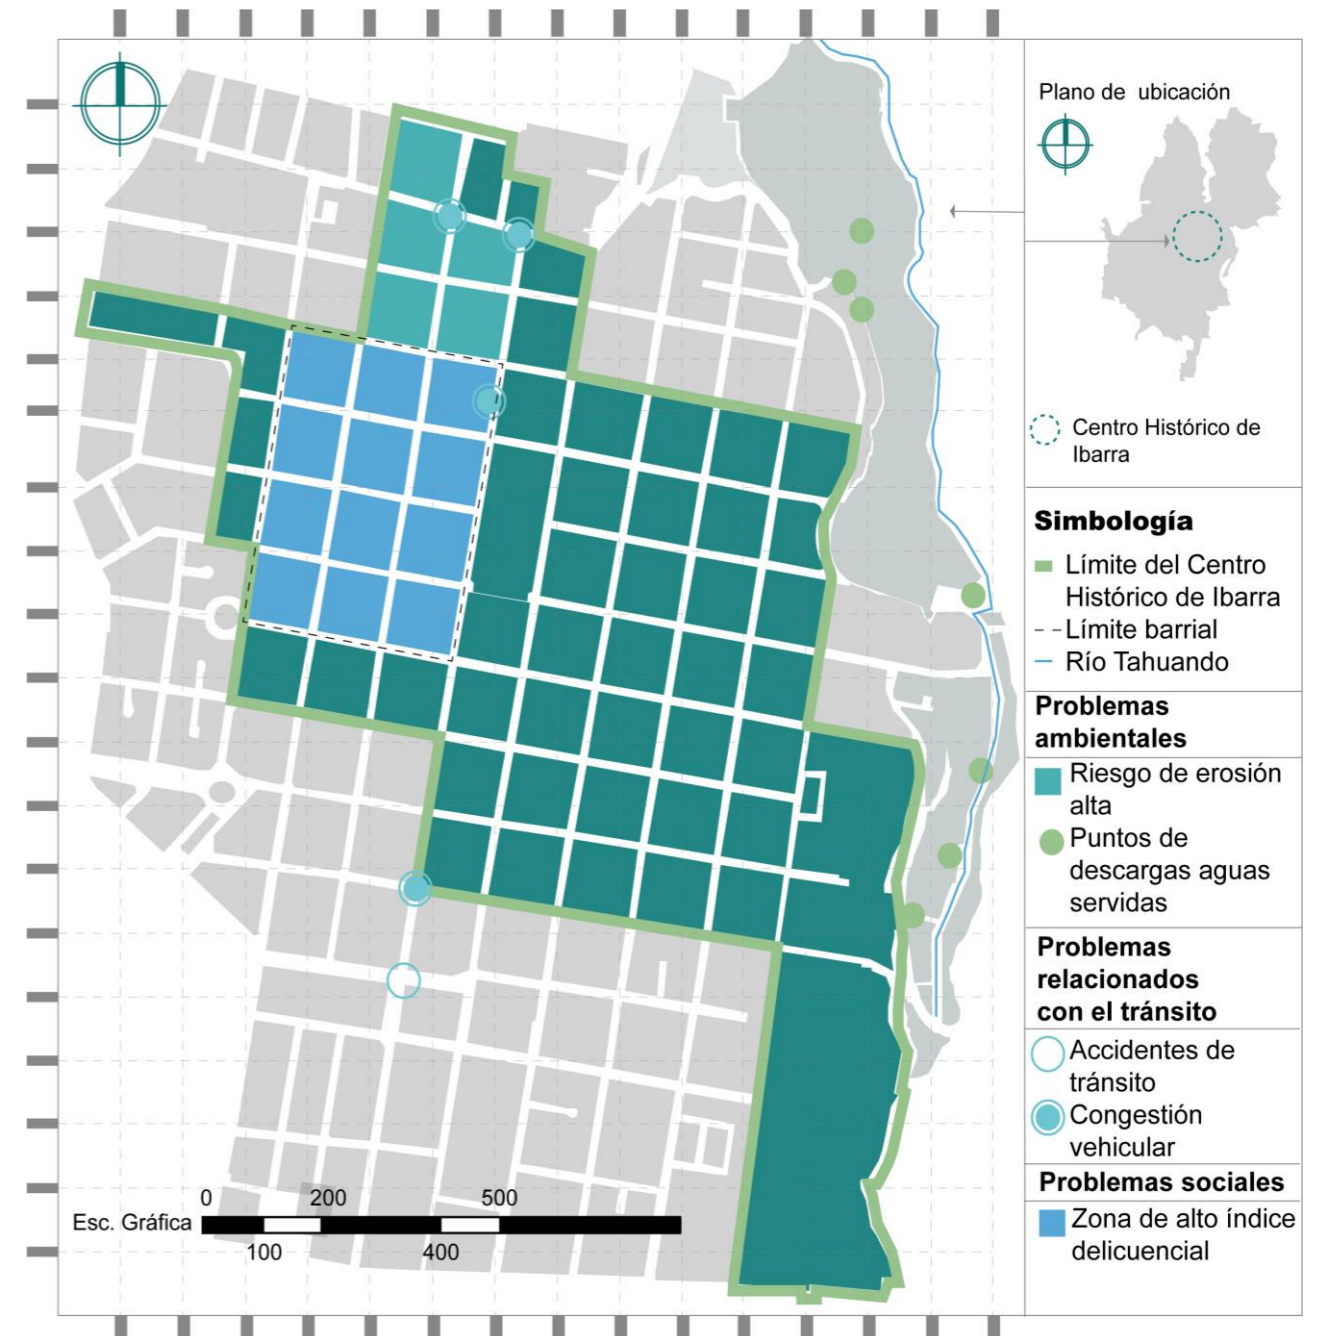 Plano de ubicación
Centro Histórico de
Ibarra
Simbología
Límite del Centro
Histórico de Ibarra
Límite barrial
Río Tahuando
Problemas
ambientales
Riesgo de erosión
alta
Puntos de
descargas aguas
servidas
Problemas
relacionados
con el tránsito
Accidentes de
tránsito
Congestión
vehicular
Problemas sociales
Zona de alto índice
delicuencial
0 200 500
Esc. Gráfica
100 400